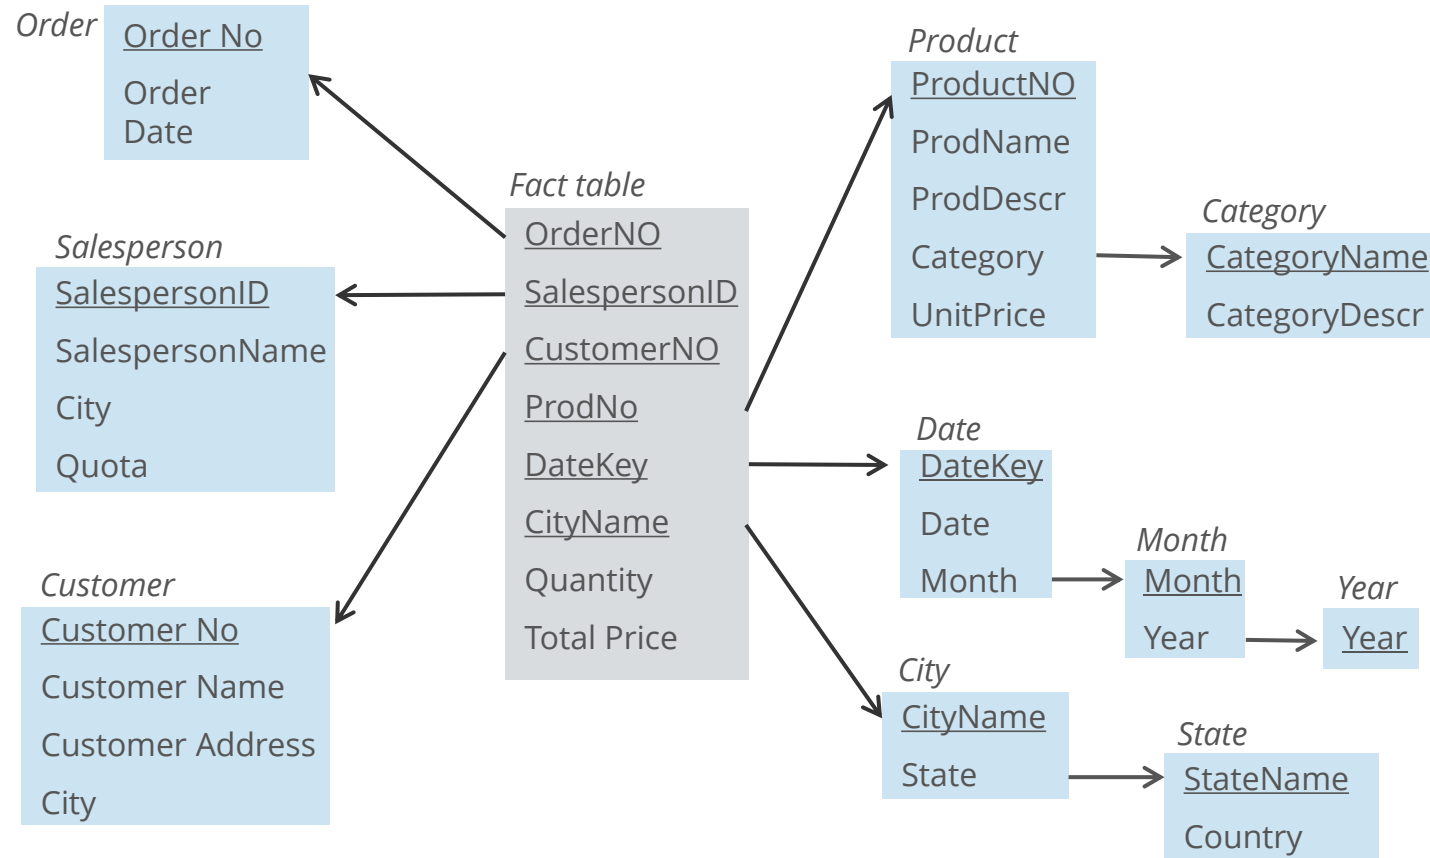 Order
Order No
Order
Date
Salesperson
SalespersonID
SalespersonName
City
Quota
Customer
Customer No
Customer Name
Customer Address
City
Fact table
OrderNO
SalespersonID
CustomerNO
ProdNo
DateKey
CityName
Quantity
Total Price
Product
ProductNO
ProdName
ProdDescr
Category
UnitPrice
Category
CategoryName
CategoryDescr
Date
DateKey
Date
Month
Month
Month
Year
Year
Year
City
CityName
State
State
StateName
Country